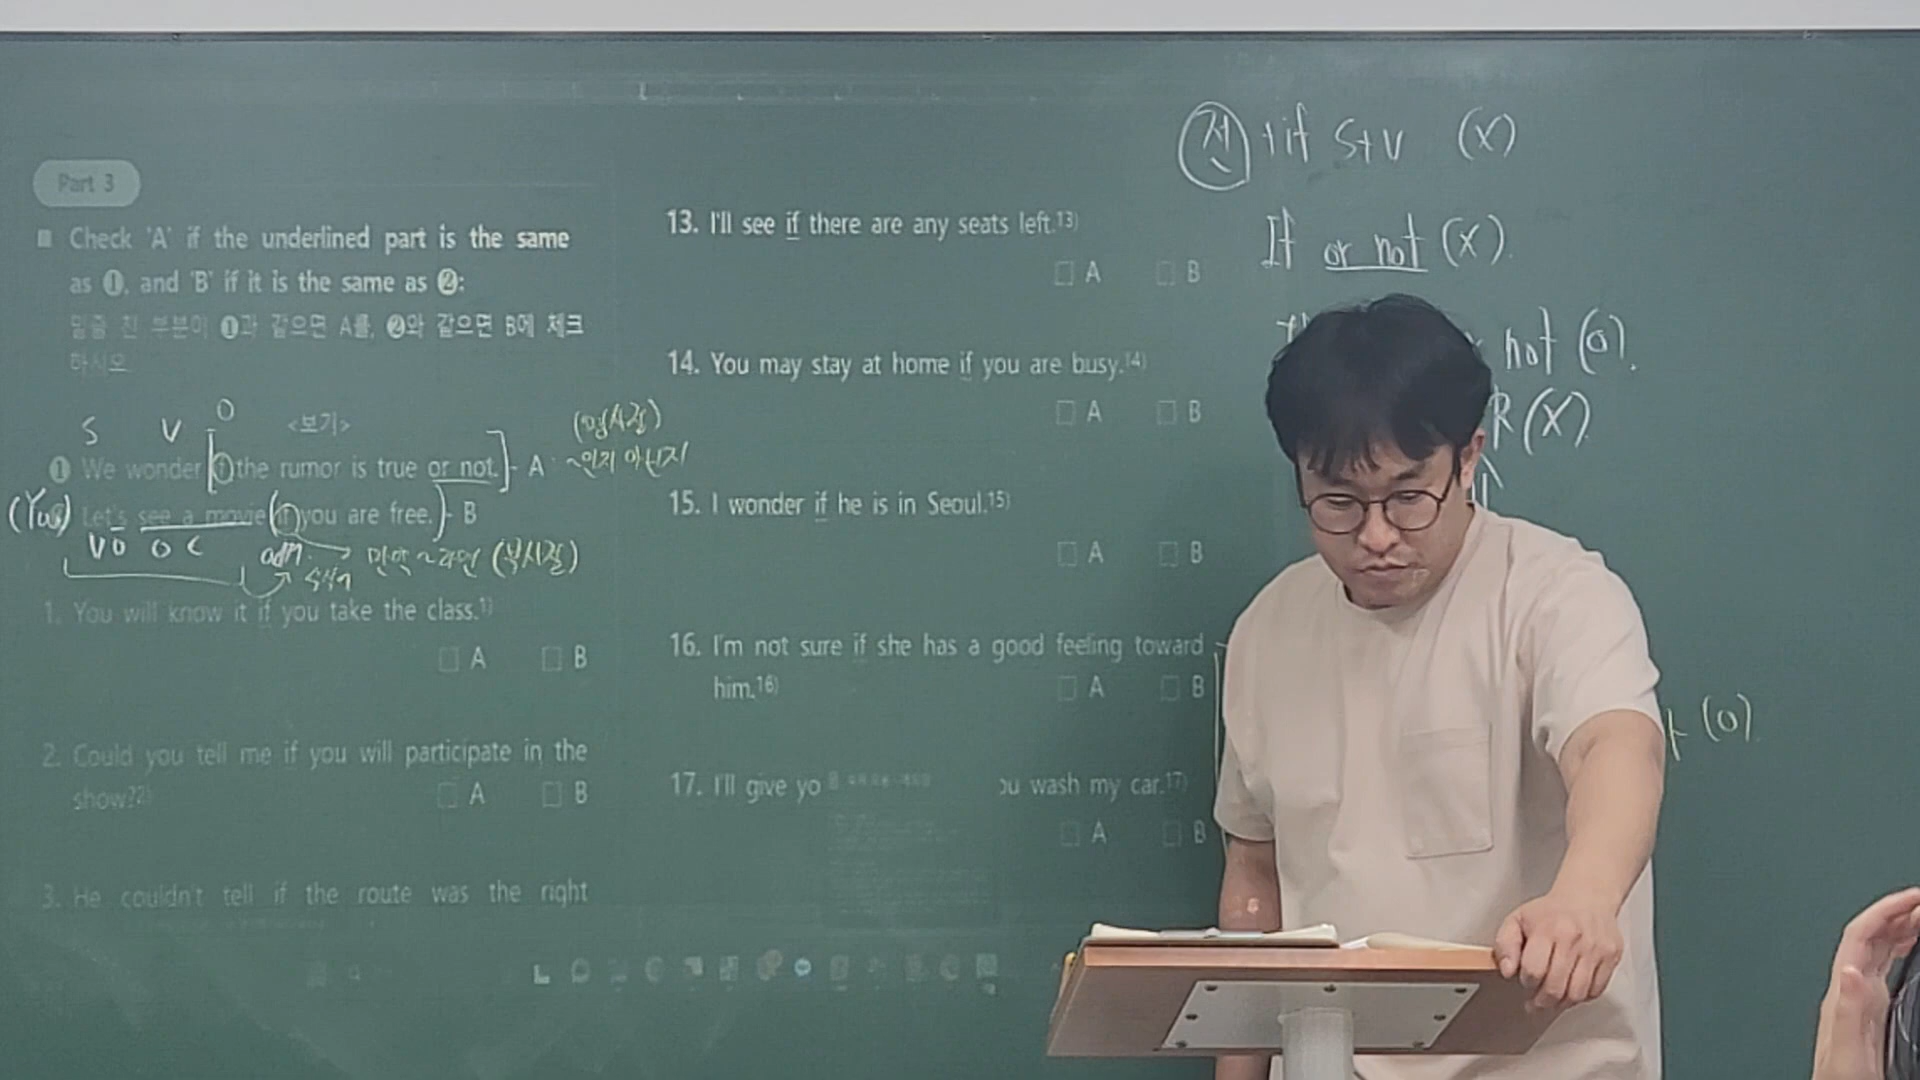 Part 3
Check 'A' if the underlined part is the same
as ❶, and 'B' if it is the same as ❷:
밑줄 친 부분이 ❶과 같으면 A를, ❷와 같으면 B에 체크
하시오
S V O <보기> (명사절)
❶ We wonder if the rumor is true or not. - A ~인지 아닌지
(You) Let's see a movie if you are free. - B
V O O C adv. 만약 ~라면 (부사절)
수식어
1. You will know it if you take the class.1)
□ A □ B
2. Could you tell me if you will participate in the
show?2)
□ A □ B
3. He couldn't tell if the route was the right
13. I'll see if there are any seats left.13)
□ A □ B
14. You may stay at home if you are busy.14)
□ A □ B
15. I wonder if he is in Seoul.15)
□ A □ B
16. I'm not sure if she has a good feeling toward
him.16)
□ A □ B
17. I'll give yo ou wash my car.17)
□ A □ B
전 + if S+V (X)
If or not (X).
not (O).
R (X)
(O)